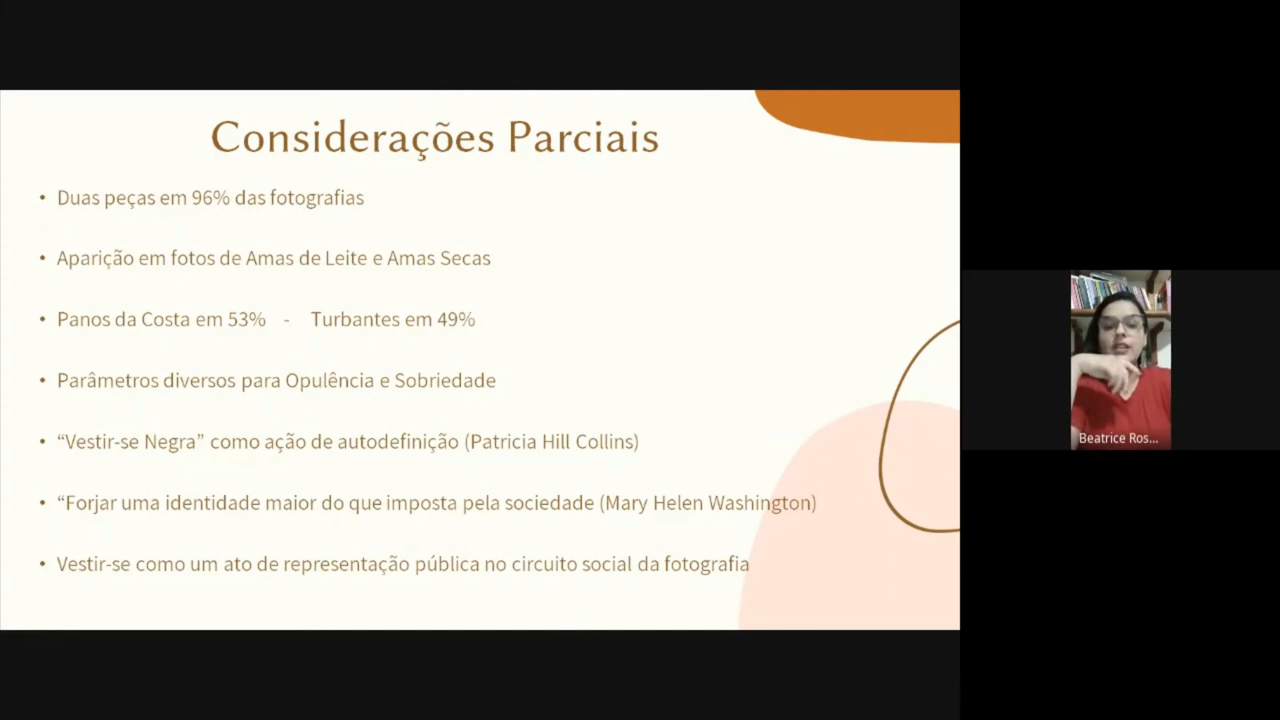 Considerações Parciais
• Duas peças em 96% das fotografias
• Aparição em fotos de Amas de Leite e Amas Secas
• Panos da Costa em 53% - Turbantes em 49%
• Parâmetros diversos para Opulência e Sobriedade
• “Vestir-se Negra” como ação de autodefinição (Patricia Hill Collins)
• “Forjar uma identidade maior do que imposta pela sociedade (Mary Helen Washington)
• Vestir-se como um ato de representação pública no circuito social da fotografia
Beatrice Ros...